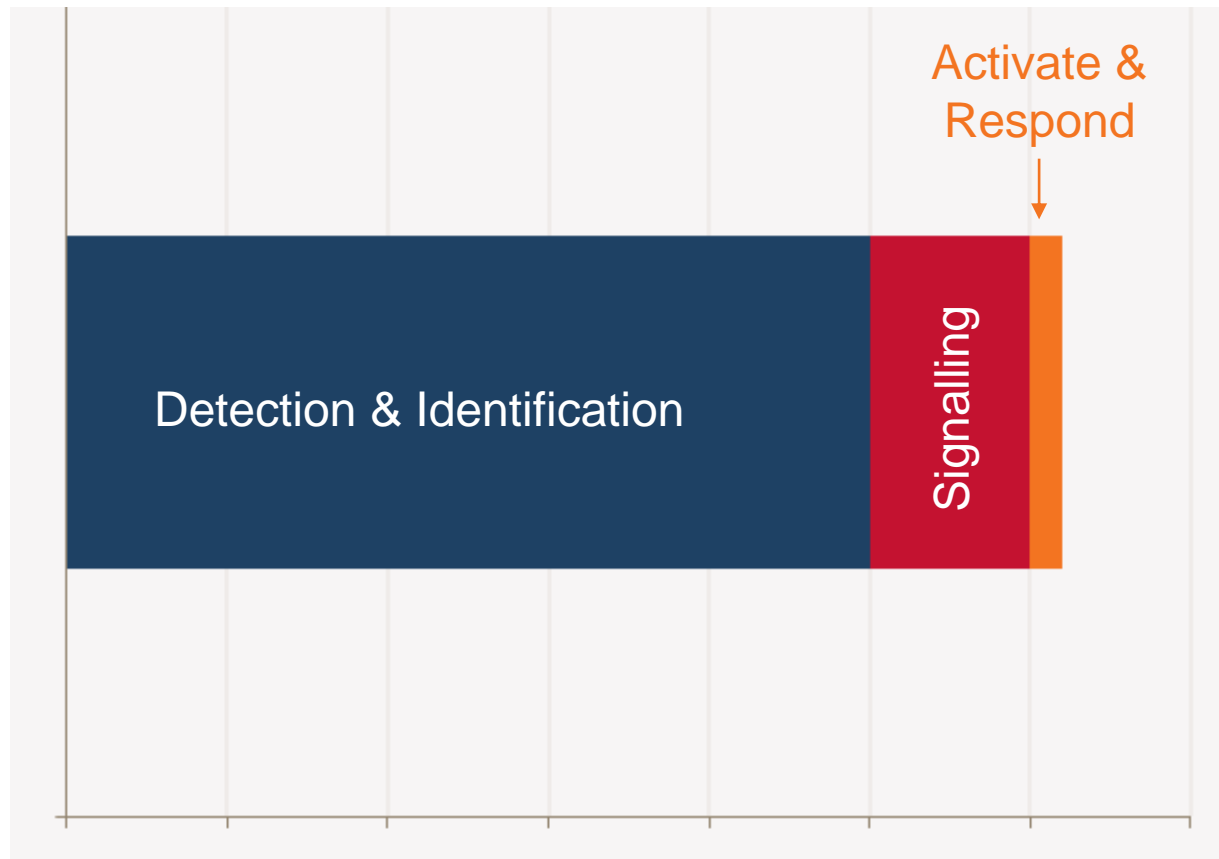 Activate &
Respond
Detection & Identification
Signalling